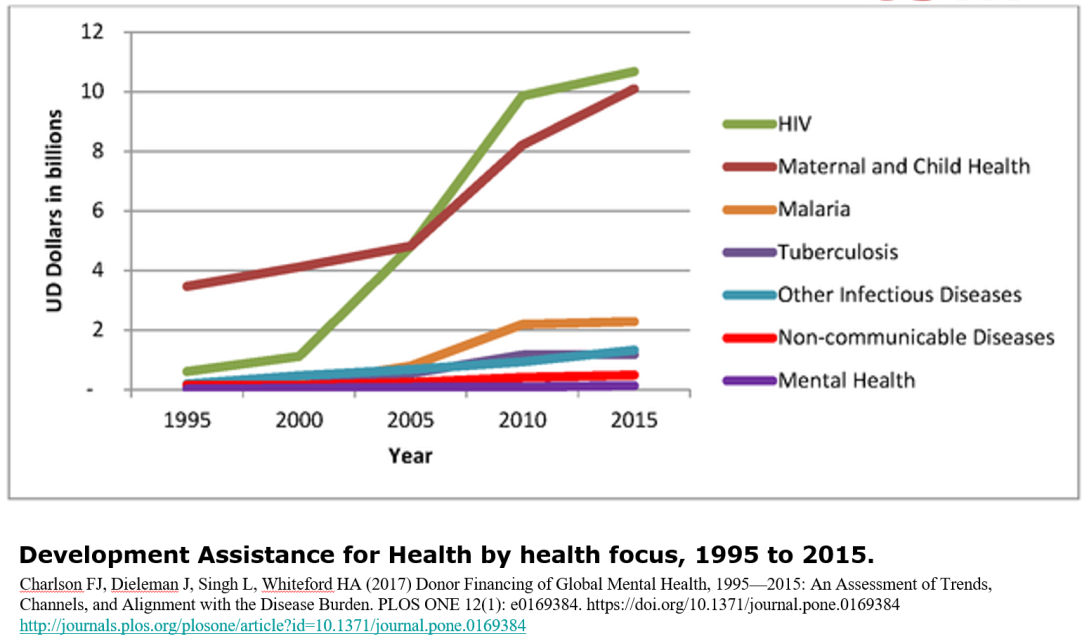 12
10
8
6
4
2
-
UD Dollars in billions
1995 2000 2005 2010 2015
Year
HIV
Maternal and Child Health
Malaria
Tuberculosis
Other Infectious Diseases
Non-communicable Diseases
Mental Health
Development Assistance for Health by health focus, 1995 to 2015.
Charlson FJ, Dieleman J, Singh L, Whiteford HA (2017) Donor Financing of Global Mental Health, 1995—2015: An Assessment of Trends,
Channels, and Alignment with the Disease Burden. PLOS ONE 12(1): e0169384. https://doi.org/10.1371/journal.pone.0169384
http://journals.plos.org/plosone/article?id=10.1371/journal.pone.0169384